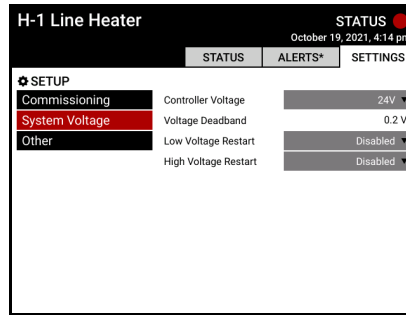 H-1 Line Heater
STATUS
October 19, 2021, 4:14 pm
STATUS
ALERTS*
SETTINGS
SETUP
Commissioning
Controller Voltage
24V
System Voltage
Voltage Deadband
0.2 V
Other
Low Voltage Restart
Disabled
High Voltage Restart
Disabled